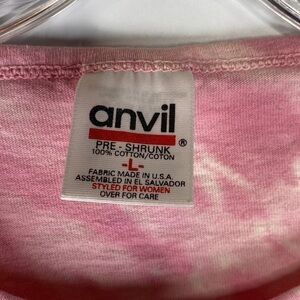 anvil
®
PRE-SHRUNK
100% COTTON/COTON
-L-
FABRIC MADE IN U.S.A.
ASSEMBLED IN EL SALVADOR
STYLED FOR WOMEN
OVER FOR CARE